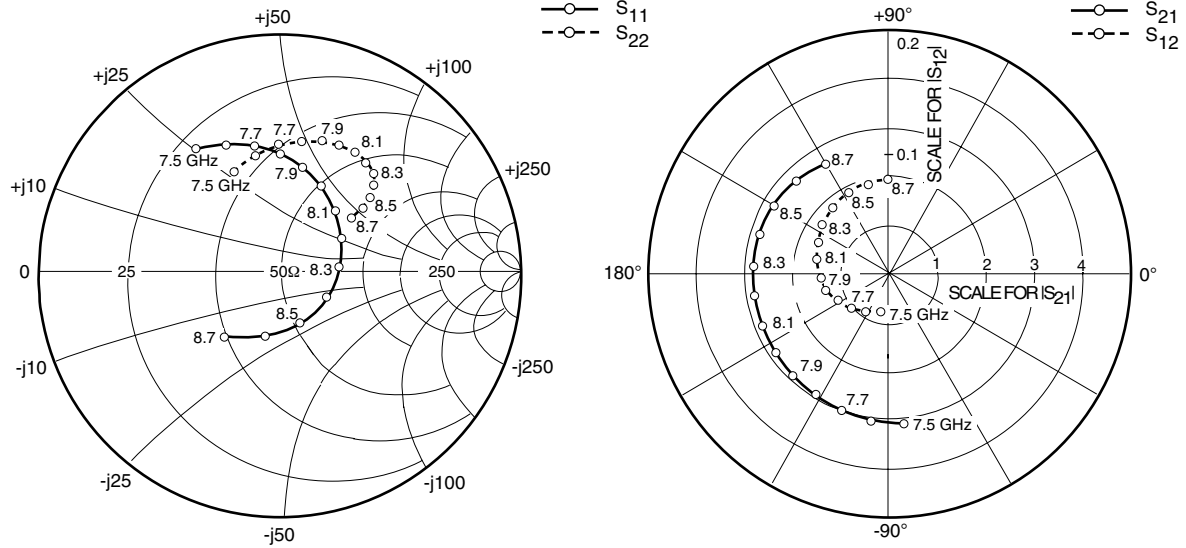 +j50
+j25
+j100
+j10
+j250
0
25
50Ω
250
-j10
-j250
-j25
-j100
-j50
S11
S22
7.5 GHz
7.7
7.9
8.1
8.3
8.5
8.7
7.5 GHz
7.7
7.9
8.1
8.3
8.5
8.7
+90°
180°
0°
-90°
S21
S12
0.2
0.1
SCALE FOR |S12|
1
2
3
4
SCALE FOR |S21|
8.7
8.5
8.3
8.1
7.9
7.7
7.5 GHz
8.7
8.5
8.3
8.1
7.9
7.7
7.5 GHz